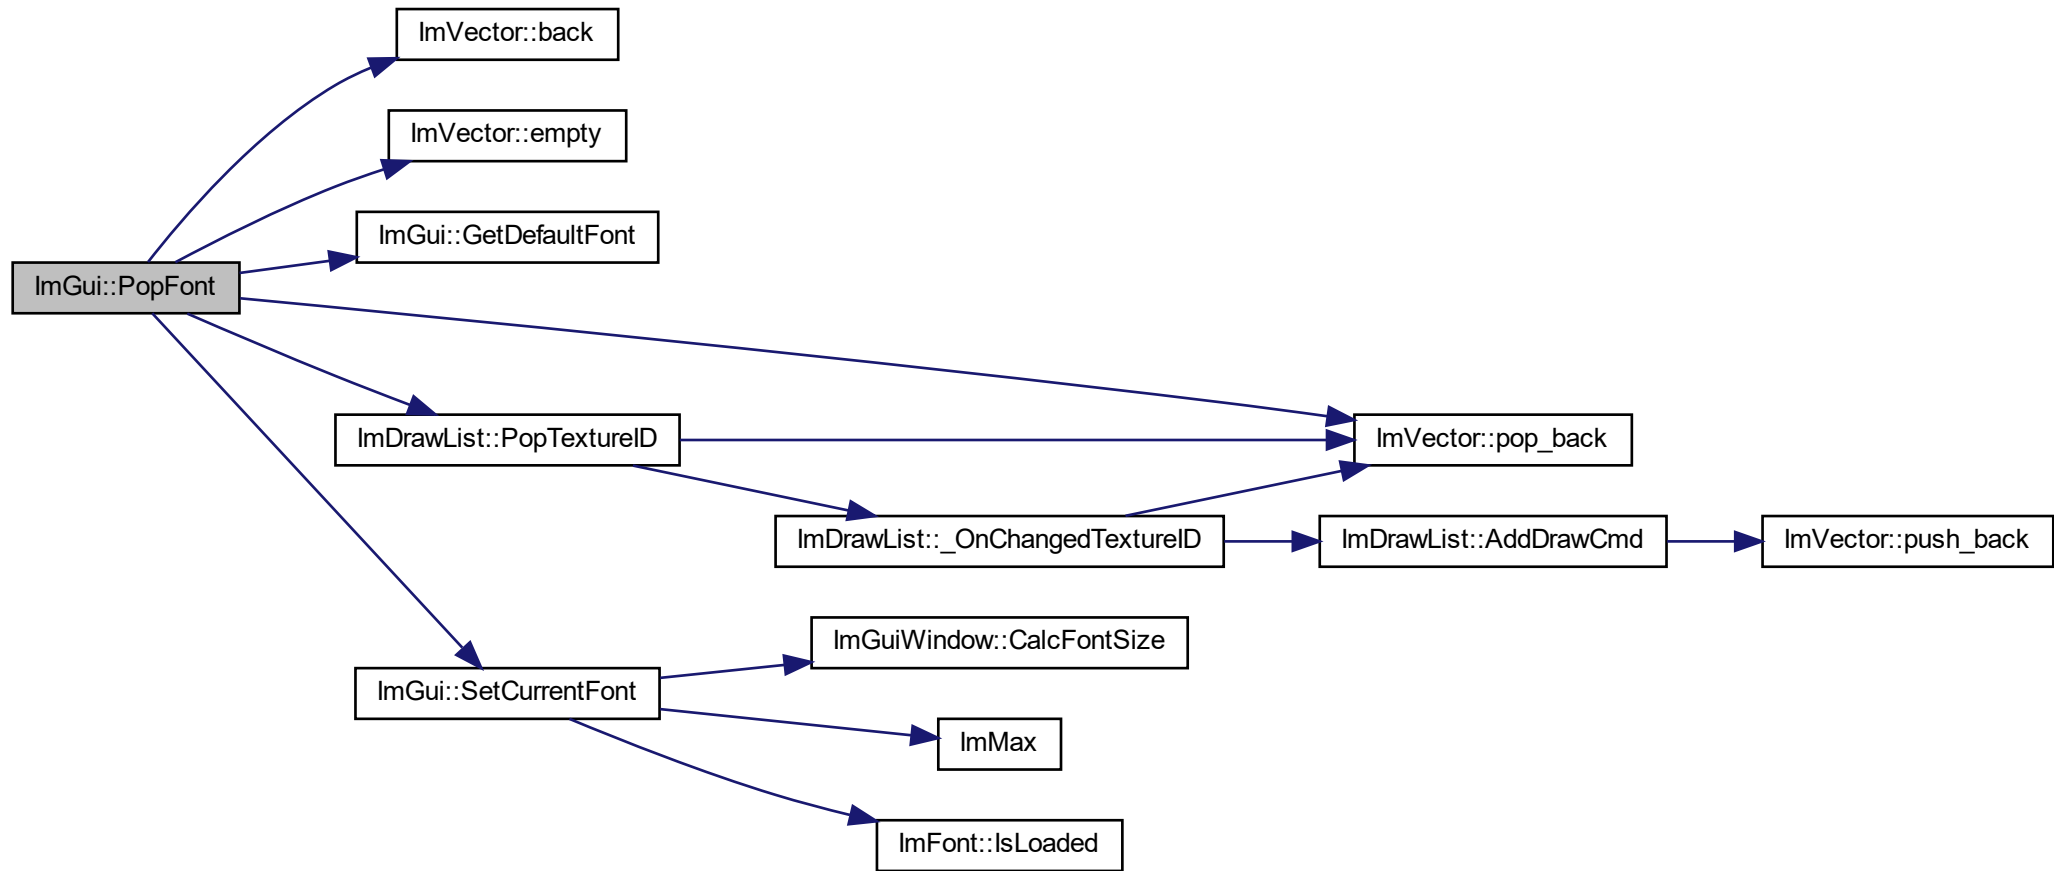 ImVector::back
ImVector::empty
ImGui::GetDefaultFont
ImGui::PopFont
ImDrawList::PopTextureID
ImVector::pop_back
ImDrawList::_OnChangedTextureID
ImDrawList::AddDrawCmd
ImVector::push_back
ImGuiWindow::CalcFontSize
ImGui::SetCurrentFont
ImMax
ImFont::IsLoaded